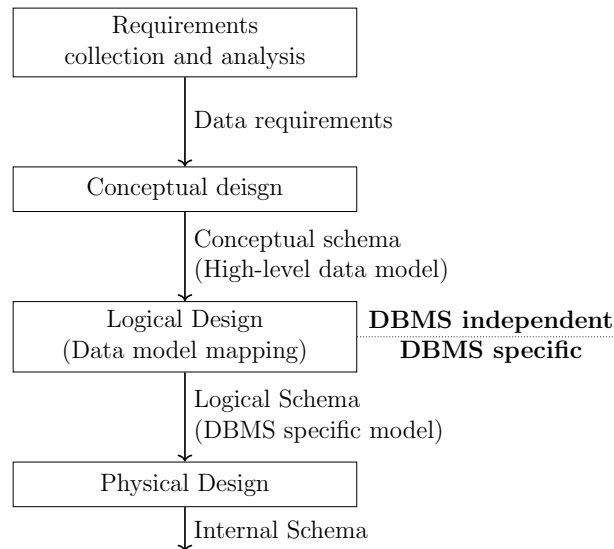 Requirements
collection and analysis
Data requirements
Conceptual deisgn
Conceptual schema
(High-level data model)
Logical Design
(Data model mapping)
DBMS independent
DBMS specific
Logical Schema
(DBMS specific model)
Physical Design
Internal Schema